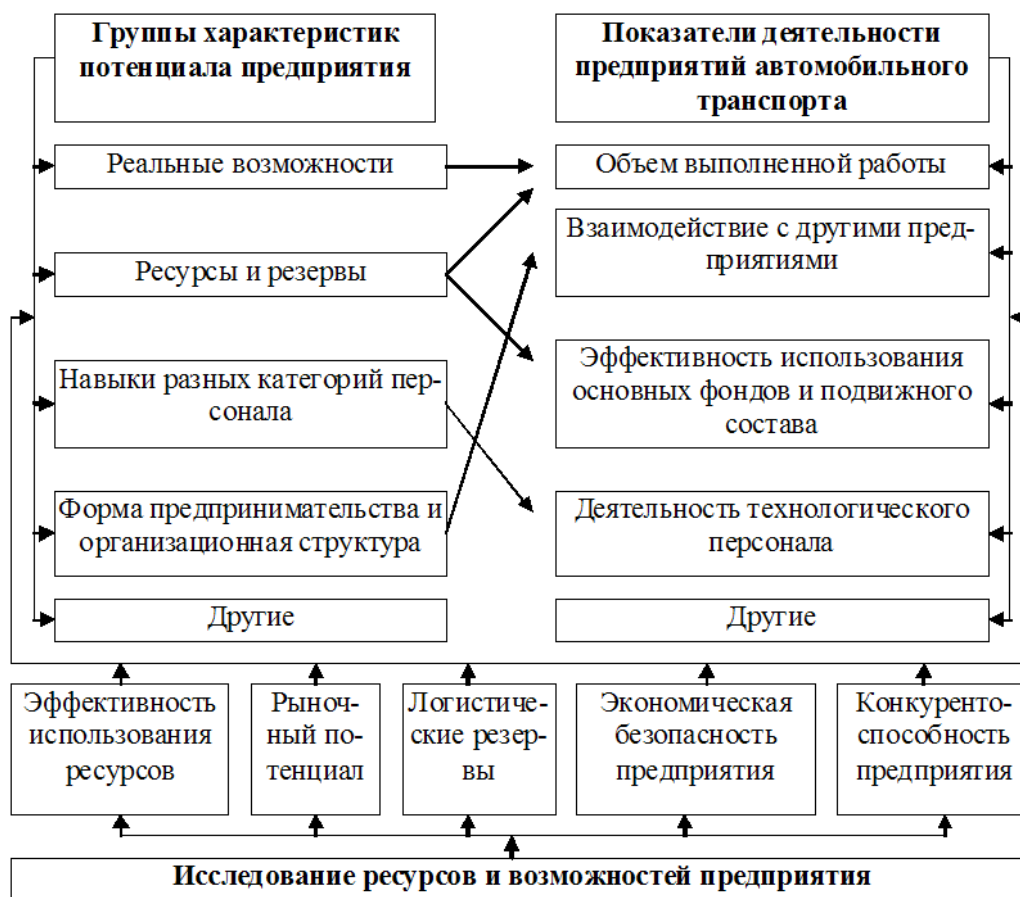 Группы характеристик
потенциала предприятия
Показатели деятельности
предприятий автомобильного
транспорта
Реальные возможности
Объем выполненной работы
Ресурсы и резервы
Взаимодействие с другими пред-
приятиями
Навыки разных категорий пер-
сонала
Эффективность использования
основных фондов и подвижного
состава
Форма предпринимательства и
организационная структура
Деятельность технологического
персонала
Другие
Другие
Эффективность
использования
ресурсов
Рыноч-
ный по-
тенциал
Логистиче-
ские резер-
вы
Экономическая
безопасность
предприятия
Конкуренто-
способность
предприятия
Исследование ресурсов и возможностей предприятия